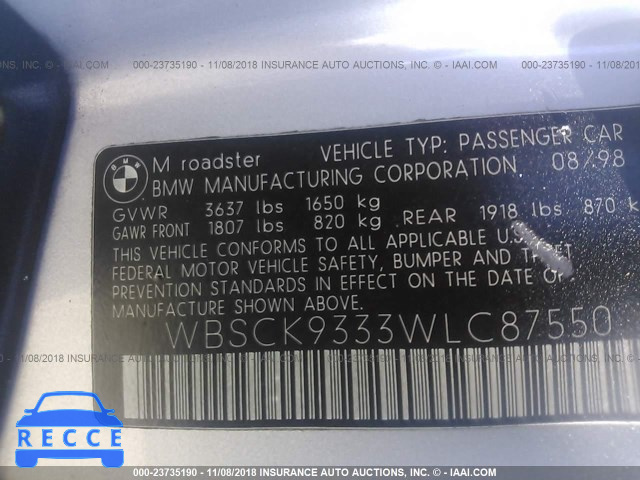 000-23735190 - 11/08/2018 INSURANCE AUTO AUCTIONS, INC. - © IAAI.COM
BMW
M roadster VEHICLE TYP: PASSENGER CAR
BMW MANUFACTURING CORPORATION 08/98
GVWR 3637 lbs 1650 kg
GAWR FRONT 1807 lbs 820 kg REAR 1918 lbs 870 k
THIS VEHICLE CONFORMS TO ALL APPLICABLE U.S.
FEDERAL MOTOR VEHICLE SAFETY, BUMPER AND THEFT
PREVENTION STANDARDS IN EFFECT ON THE DATE OF
MANUFACTURE SHOWN ABOVE.
WBSCK9333WLC87550
RECCE
000-23735190 - 11/08/2018 INSURANCE AUTO AUCTIONS, INC. - © IAAI.COM